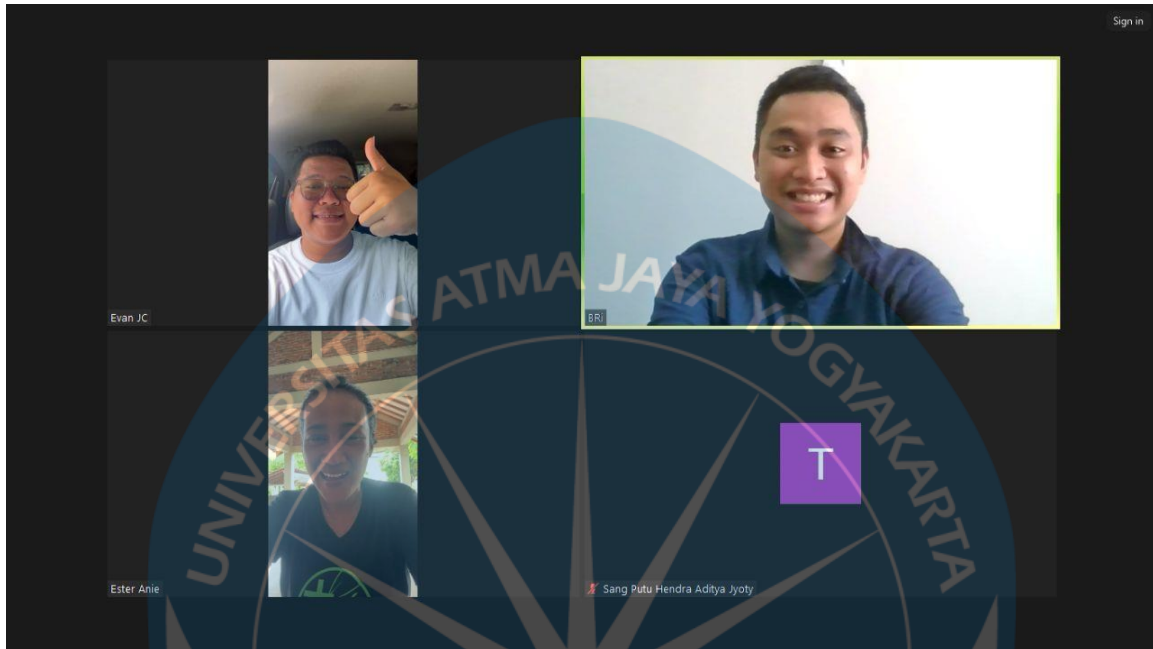 Sign in
Evan JC
BRi
Ester Anie
T
Sang Putu Hendra Aditya Jyoty
UNIVERSITAS ATMA JAYA YOGYAKARTA